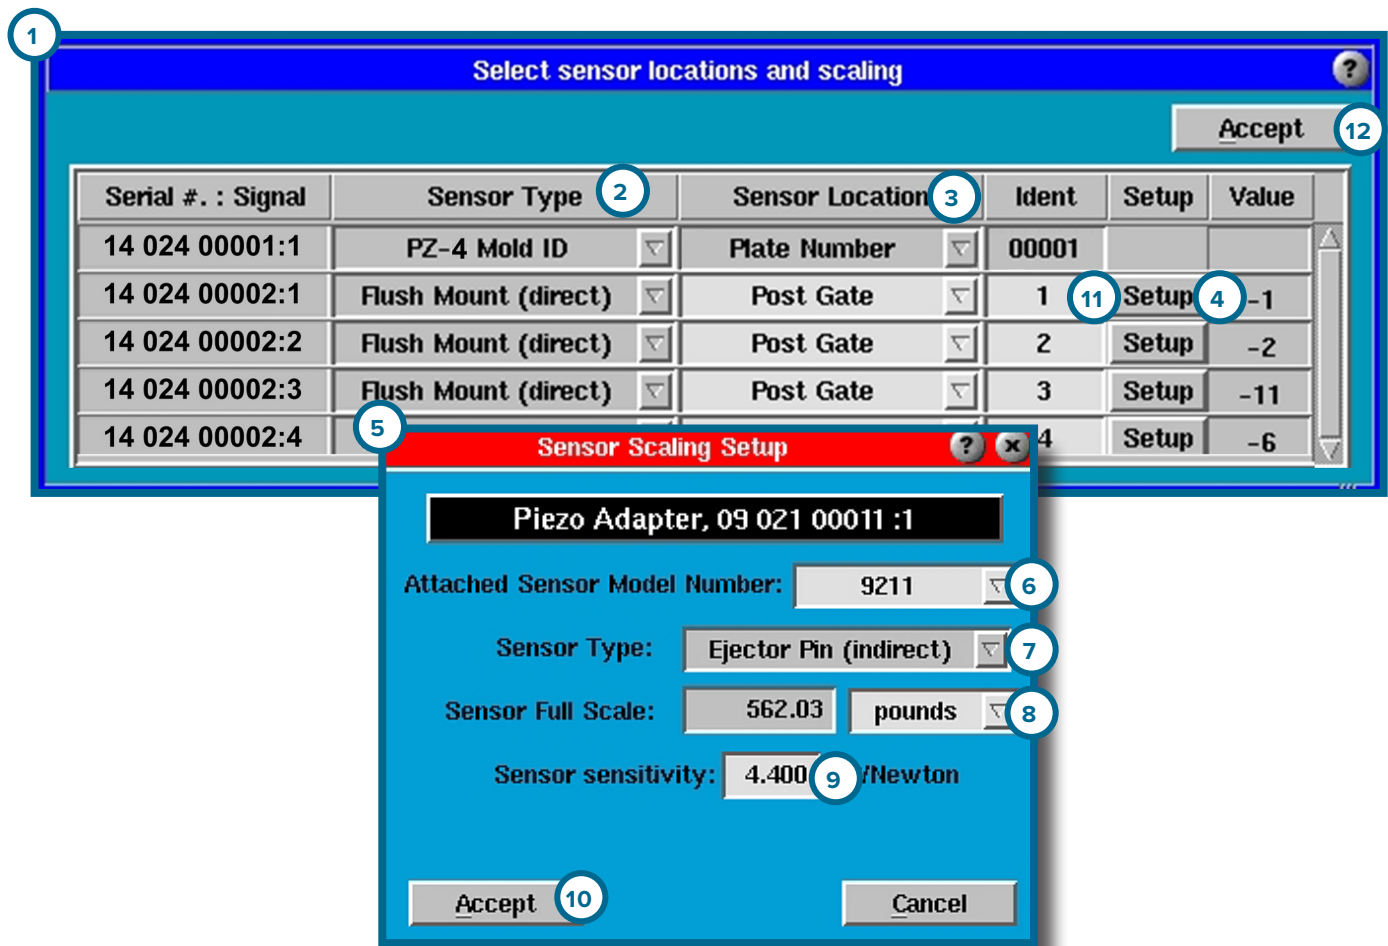 1
Select sensor locations and scaling ?
Accept 12
Serial #. : Signal Sensor Type 2 Sensor Location 3 Ident Setup Value
14 024 00001:1 PZ-4 Mold ID Plate Number 00001
14 024 00002:1 Flush Mount (direct) Post Gate 1 11 Setup 4 -1
14 024 00002:2 Flush Mount (direct) Post Gate 2 Setup -2
14 024 00002:3 Flush Mount (direct) Post Gate 3 Setup -11
14 024 00002:4 4 Setup -6
5 Sensor Scaling Setup ? x
Piezo Adapter, 09 021 00011 :1
Attached Sensor Model Number: 9211 6
Sensor Type: Ejector Pin (indirect) 7
Sensor Full Scale: 562.03 pounds 8
Sensor sensitivity: 4.400 9 /Newton
Accept 10 Cancel